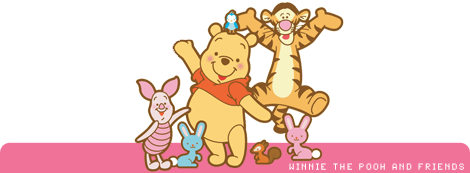 WINNIE THE POOH AND FRIENDS